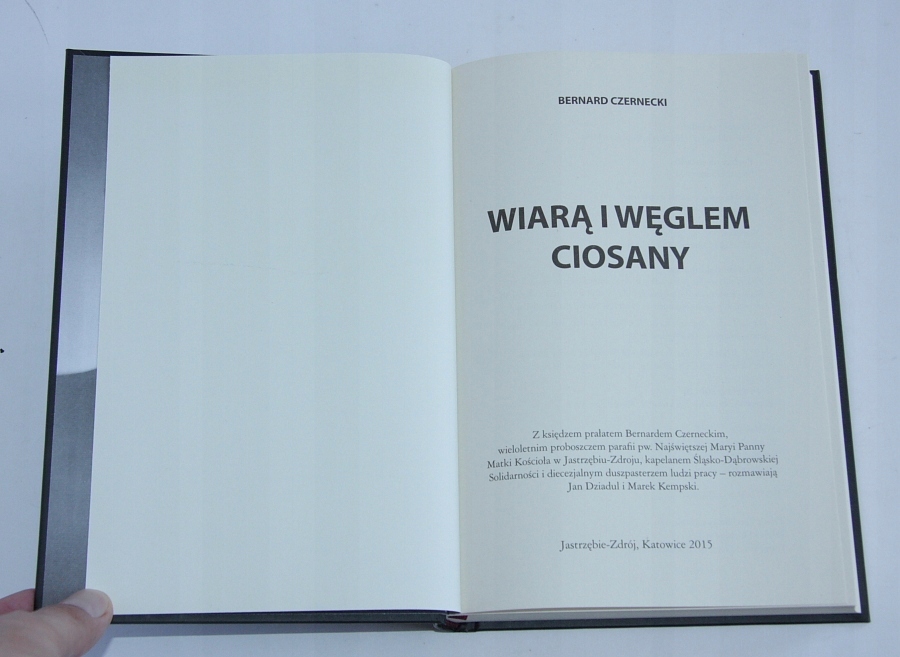 BERNARD CZERNECKI
WIARĄ I WĘGLEM
CIOSANY
Z księdzem prałatem Bernardem Czerneckim,
wieloletnim proboszczem parafii pw. Najświętszej Maryi Panny
Matki Kościoła w Jastrzębiu-Zdroju, kapelanem Śląsko-Dąbrowskiej
Solidarności i diecezjalnym duszpasterzem ludzi pracy – rozmawiają
Jan Dziadul i Marek Kempski.
Jastrzębie-Zdrój, Katowice 2015